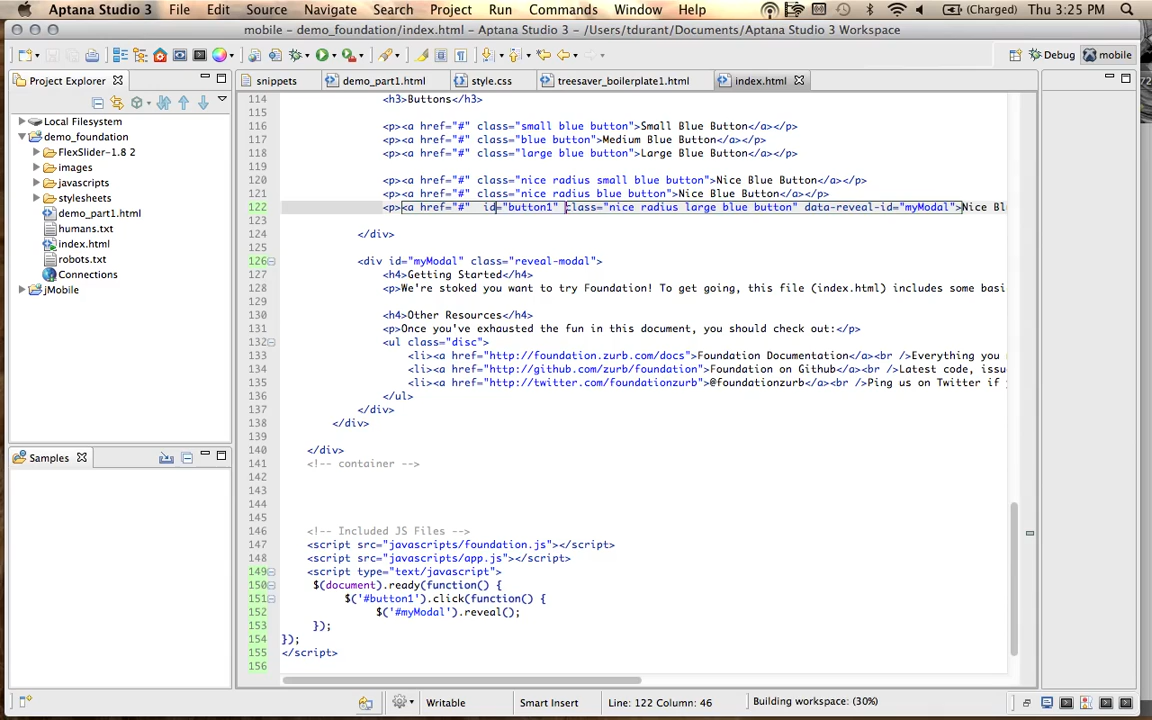 Aptana Studio 3 File Edit Source Navigate Search Project Run Commands Window Help (Charged) Thu 3:25 PM
mobile - demo_foundation/index.html - Aptana Studio 3 - /Users/tdurant/Documents/Aptana Studio 3 Workspace
Debug mobile
Project Explorer
snippets demo_part1.html style.css treesaver_boilerplate1.html index.html
Local Filesystem
demo_foundation
FlexSlider-1.8 2
images
javascripts
stylesheets
demo_part1.html
humans.txt
index.html
robots.txt
Connections
jMobile
Samples
114 <h3>Buttons</h3>
115
116 <p><a href="#" class="small blue button">Small Blue Button</a></p>
117 <p><a href="#" class="blue button">Medium Blue Button</a></p>
118 <p><a href="#" class="large blue button">Large Blue Button</a></p>
119
120 <p><a href="#" class="nice radius small blue button">Nice Blue Button</a></p>
121 <p><a href="#" class="nice radius blue button">Nice Blue Button</a></p>
122 <p><a href="#" id="button1" class="nice radius large blue button" data-reveal-id="myModal">Nice Bl
123
124 </div>
125
126 <div id="myModal" class="reveal-modal">
127 <h4>Getting Started</h4>
128 <p>We're stoked you want to try Foundation! To get going, this file (index.html) includes some basi
129
130 <h4>Other Resources</h4>
131 <p>Once you've exhausted the fun in this document, you should check out:</p>
132 <ul class="disc">
133 <li><a href="http://foundation.zurb.com/docs">Foundation Documentation</a><br />Everything you
134 <li><a href="http://github.com/zurb/foundation">Foundation on Github</a><br />Latest code, issu
135 <li><a href="http://twitter.com/foundationzurb">@foundationzurb</a><br />Ping us on Twitter if
136 </ul>
137 </div>
138 </div>
139
140 </div>
141 <!-- container -->
142
143
144
145
146 <!-- Included JS Files -->
147 <script src="javascripts/foundation.js"></script>
148 <script src="javascripts/app.js"></script>
149 <script type="text/javascript">
150 $(document).ready(function() {
151 $('#button1').click(function() {
152 $('#myModal').reveal();
153 });
154 });
155 </script>
156
Writable Smart Insert Line: 122 Column: 46 Building workspace: (30%)